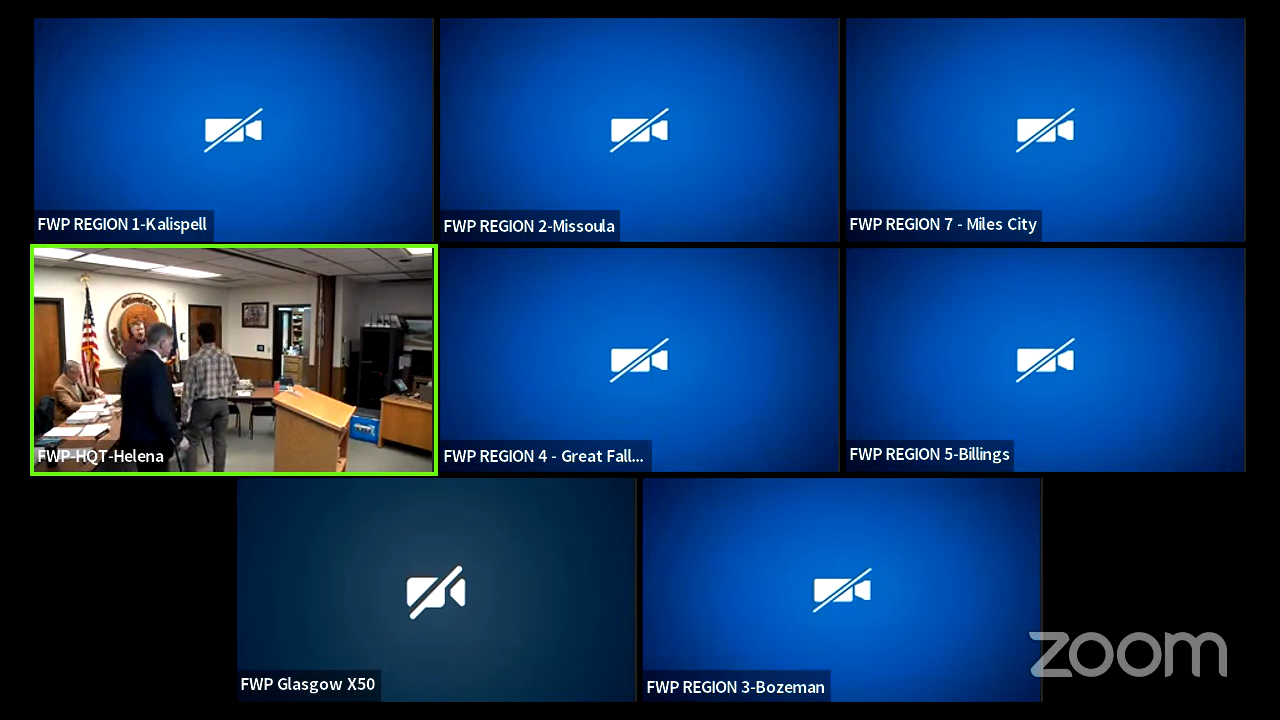 FWP REGION 1-Kalispell
FWP REGION 2-Missoula
FWP REGION 7 - Miles City
Montana
FWP-HQT-Helena
FWP REGION 4 - Great Fall...
FWP REGION 5-Billings
FWP Glasgow X50
FWP REGION 3-Bozeman
zoom